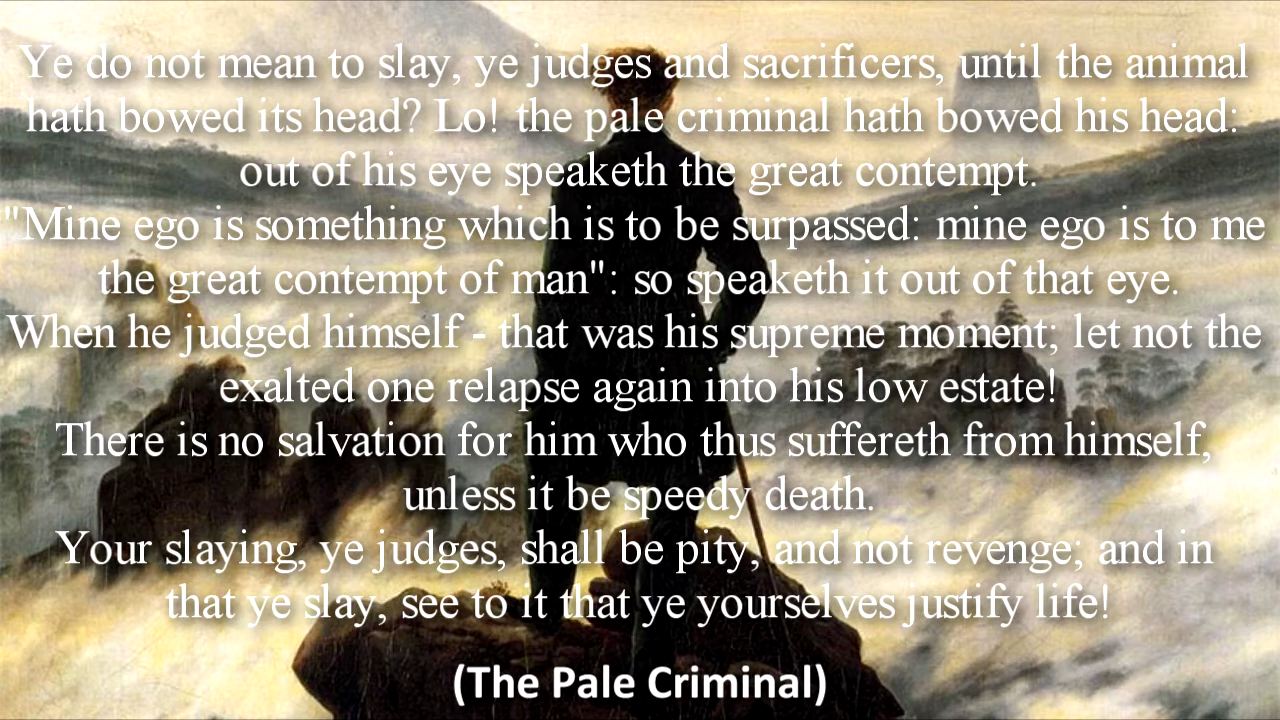 Ye do not mean to slay, ye judges and sacrificers, until the animal
hath bowed its head? Lo! the pale criminal hath bowed his head:
out of his eye speaketh the great contempt.
"Mine ego is something which is to be surpassed: mine ego is to me
the great contempt of man": so speaketh it out of that eye.
When he judged himself - that was his supreme moment; let not the
exalted one relapse again into his low estate!
There is no salvation for him who thus suffereth from himself,
unless it be speedy death.
Your slaying, ye judges, shall be pity, and not revenge; and in
that ye slay, see to it that ye yourselves justify life!
(The Pale Criminal)